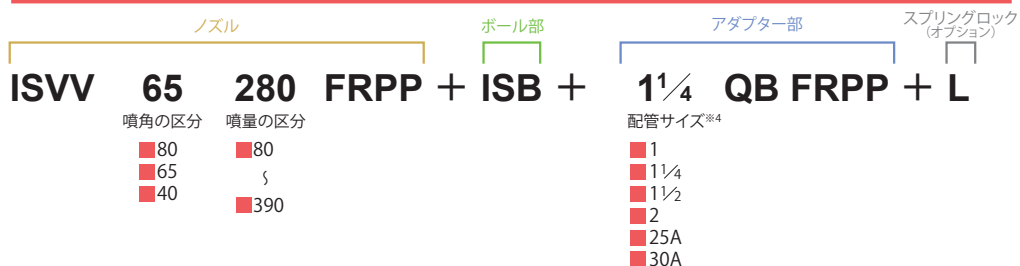 ノズル ボール部 アダプター部 スプリングロック
(オプション)
ISVV 65 280 FRPP + ISB + 1¼ QB FRPP + L
噴角の区分 噴量の区分 配管サイズ※4
80 80 1
65 ~ 1¼
40 390 1½
2
25A
30A